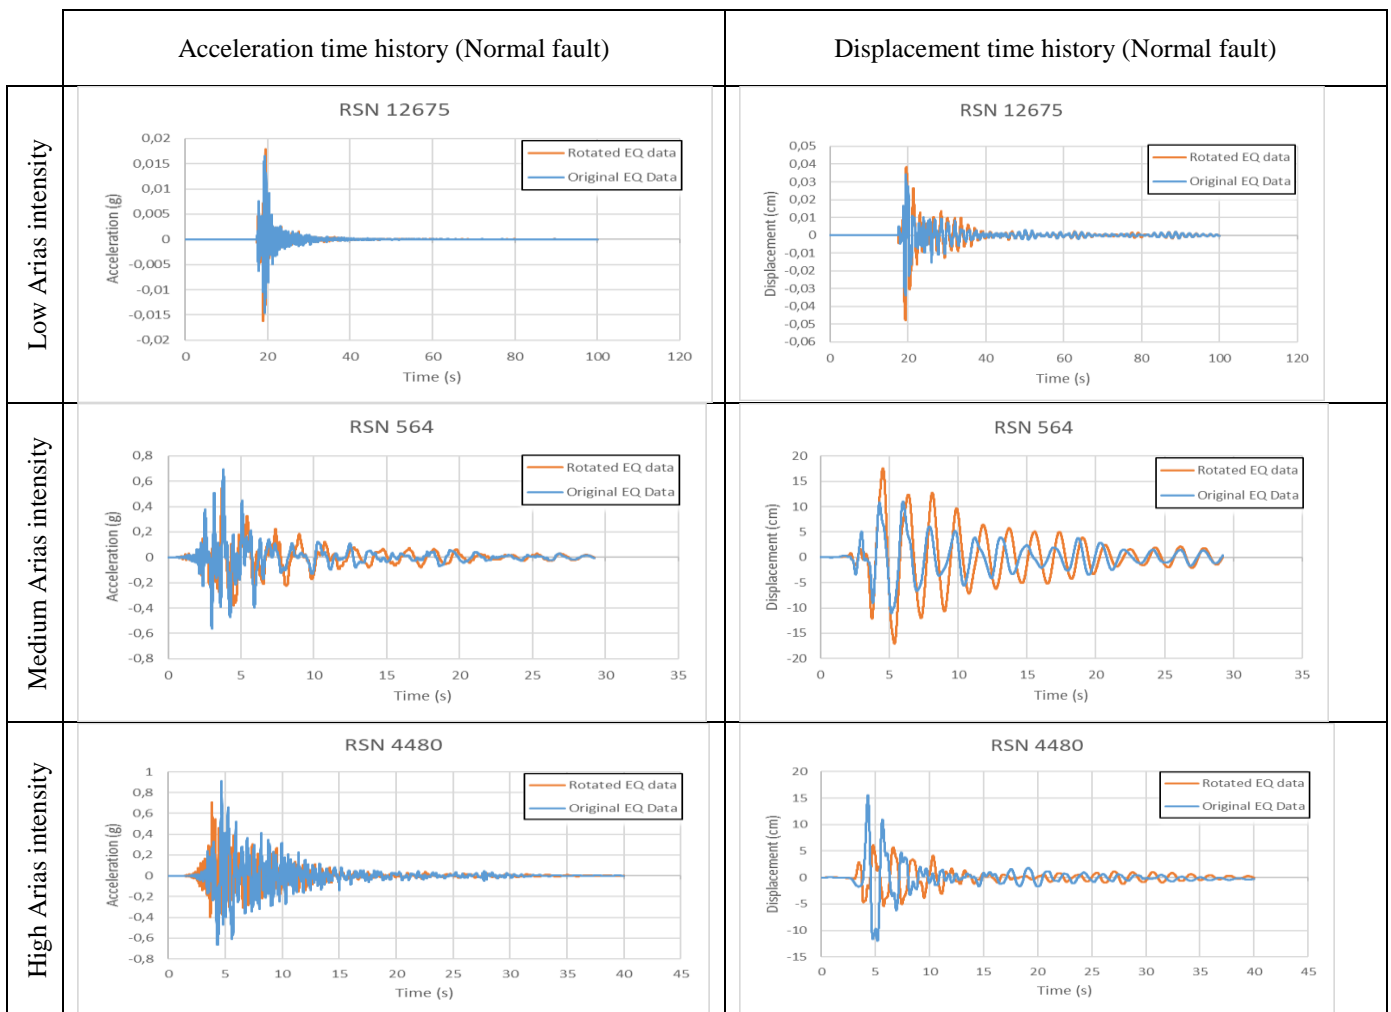 Acceleration time history (Normal fault)
Displacement time history (Normal fault)
Low Arias intensity
RSN 12675
0,02
0,015
0,01
0,005
0
-0,005
-0,01
-0,015
-0,02
Acceleration (g)
Rotated EQ data
Original EQ Data
0 20 40 60 80 100 120
Time (s)
RSN 12675
0,05
0,04
0,03
0,02
0,01
0
-0,01
-0,02
-0,03
-0,04
-0,05
-0,06
Displacement (cm)
Rotated EQ data
Original EQ Data
0 20 40 60 80 100 120
Time (s)
Medium Arias intensity
RSN 564
0,8
0,6
0,4
0,2
0
-0,2
-0,4
-0,6
-0,8
Acceleration (g)
Rotated EQ data
Original EQ Data
0 5 10 15 20 25 30 35
Time (s)
RSN 564
20
15
10
5
0
-5
-10
-15
-20
Displacement (cm)
Rotated EQ data
Original EQ Data
0 5 10 15 20 25 30 35
Time (s)
High Arias intensity
RSN 4480
1
0,8
0,6
0,4
0,2
0
-0,2
-0,4
-0,6
-0,8
Acceleration (g)
Rotated EQ data
Original EQ Data
0 5 10 15 20 25 30 35 40 45
Time (s)
RSN 4480
20
15
10
5
0
-5
-10
-15
Displacement (cm)
Rotated EQ data
Original EQ Data
0 5 10 15 20 25 30 35 40 45
Time (s)